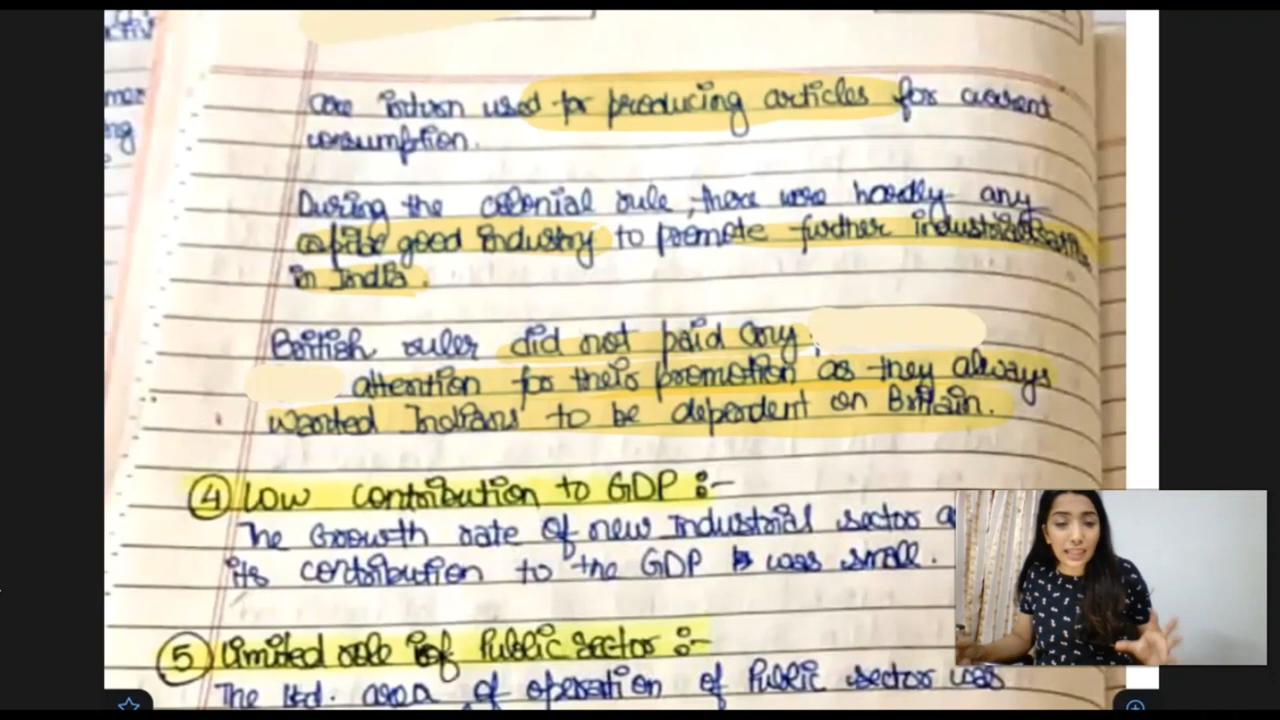 are inturn used for producing articles for current
consumption.
During the colonial rule, there were hardly any
capital good industry to promote further industrialisation
in India.
British ruler did not paid any
attention for their promotion as they always
wanted Indians to be dependent on Britain.
④ Low contribution to GDP :-
The Growth rate of new Industrial sector
its contribution to the GDP was small.
⑤ Limited role of Public sector :-
The ltd. area of operation of Public sector was